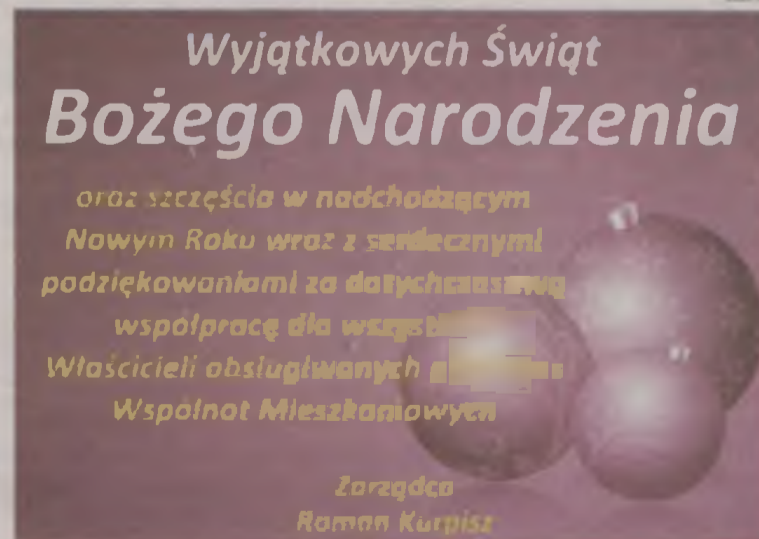 Wyjątkowych Świąt
Bożego Narodzenia
oraz szczęścia w nadchodzącym
Nowym Roku wraz z serdecznymi
podziękowaniami za dotychczasową
współpracę dla
Właścicieli obsługiwanych
Wspólnot Mieszkaniowych
Zarządca
Roman Kurpisz